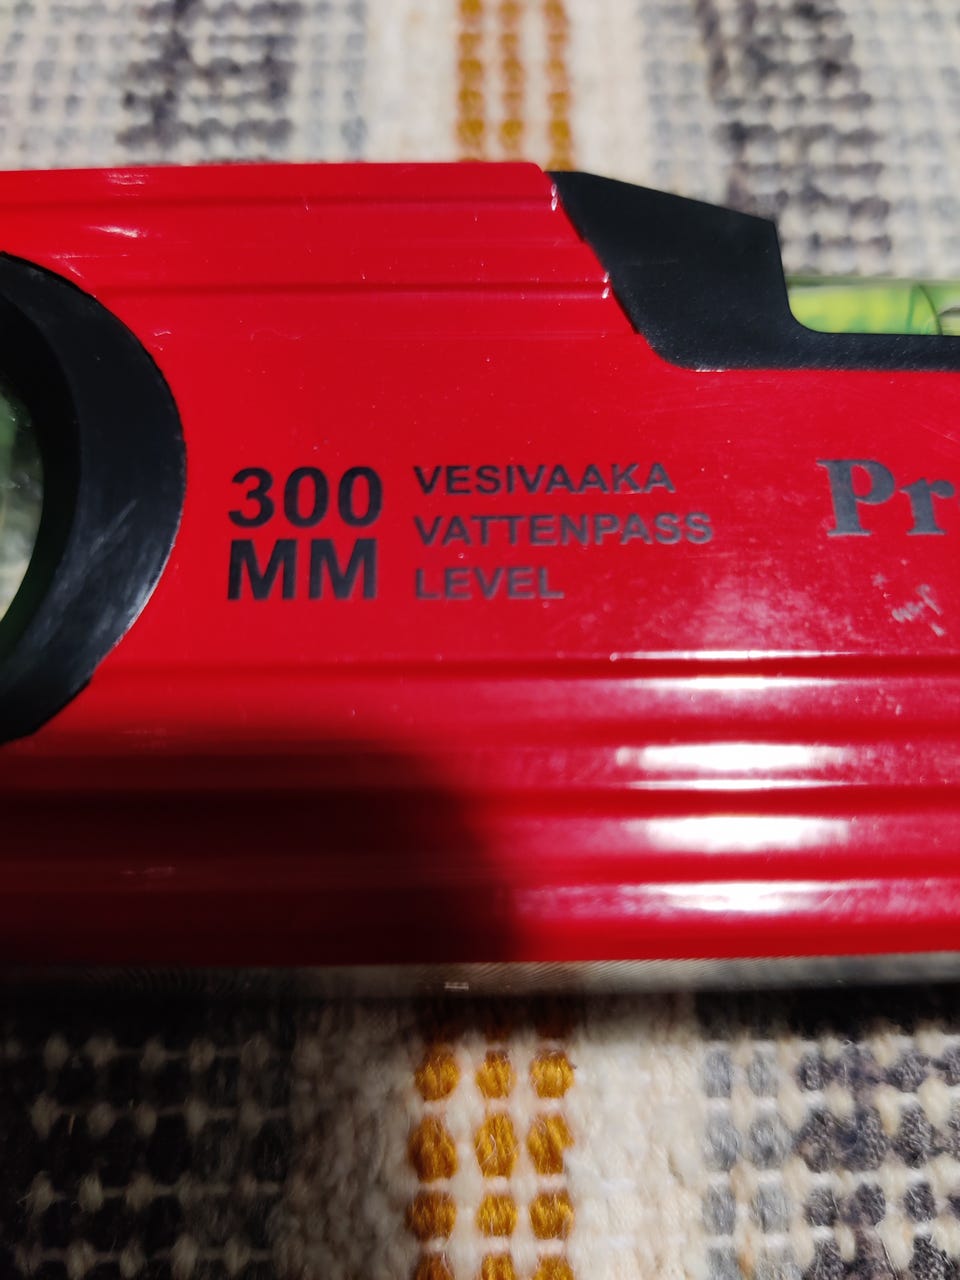 300
MM
VESIVAAKA
VATTENPASS
LEVEL
Pr